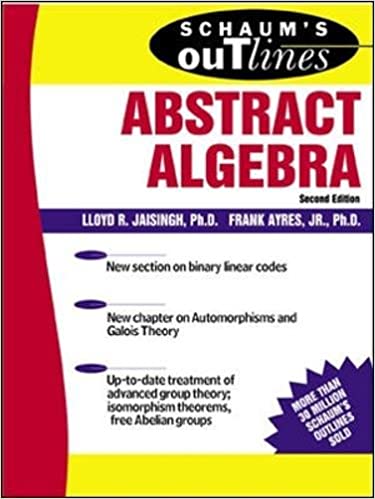 SCHAUM'S
ouTlines
ABSTRACT
ALGEBRA
Second Edition
LLOYD R. JAISINGH, Ph.D. FRANK AYRES, JR., Ph.D.
New section on binary linear codes
New chapter on Automorphisms and
Galois Theory
Up-to-date treatment of
advanced group theory;
isomorphism theorems,
free Abelian groups
MORE THAN
30 MILLION
SCHAUM'S
OUTLINES
SOLD